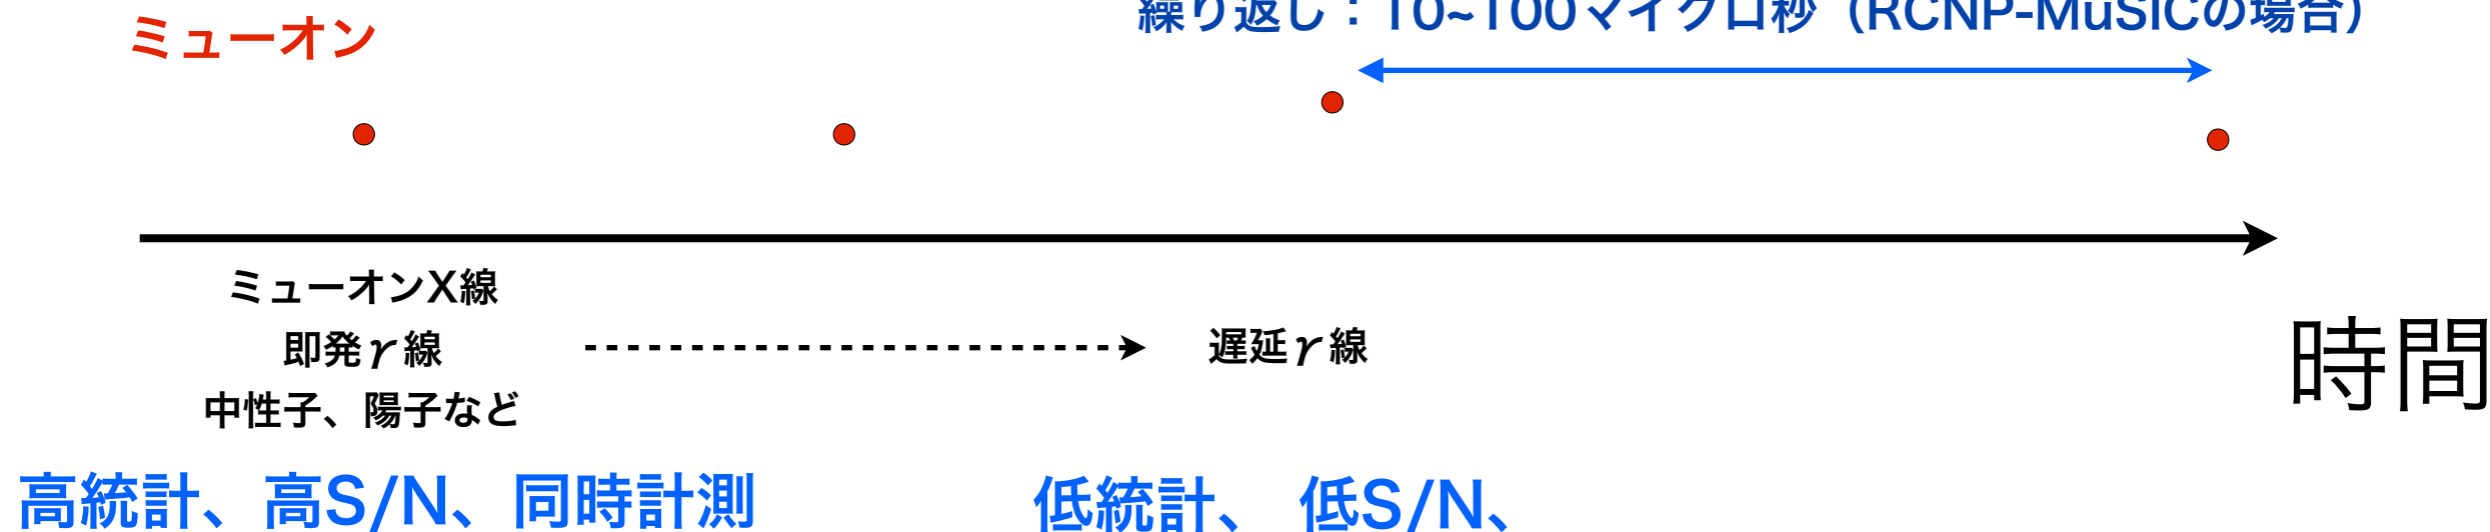 繰り返し：10~100マイクロ秒（RCNP-MuSICの場合）
ミューオン
ミューオンX線
即発γ線
中性子、陽子など
遅延γ線
時間
高統計、高S/N、同時計測
低統計、 低S/N、